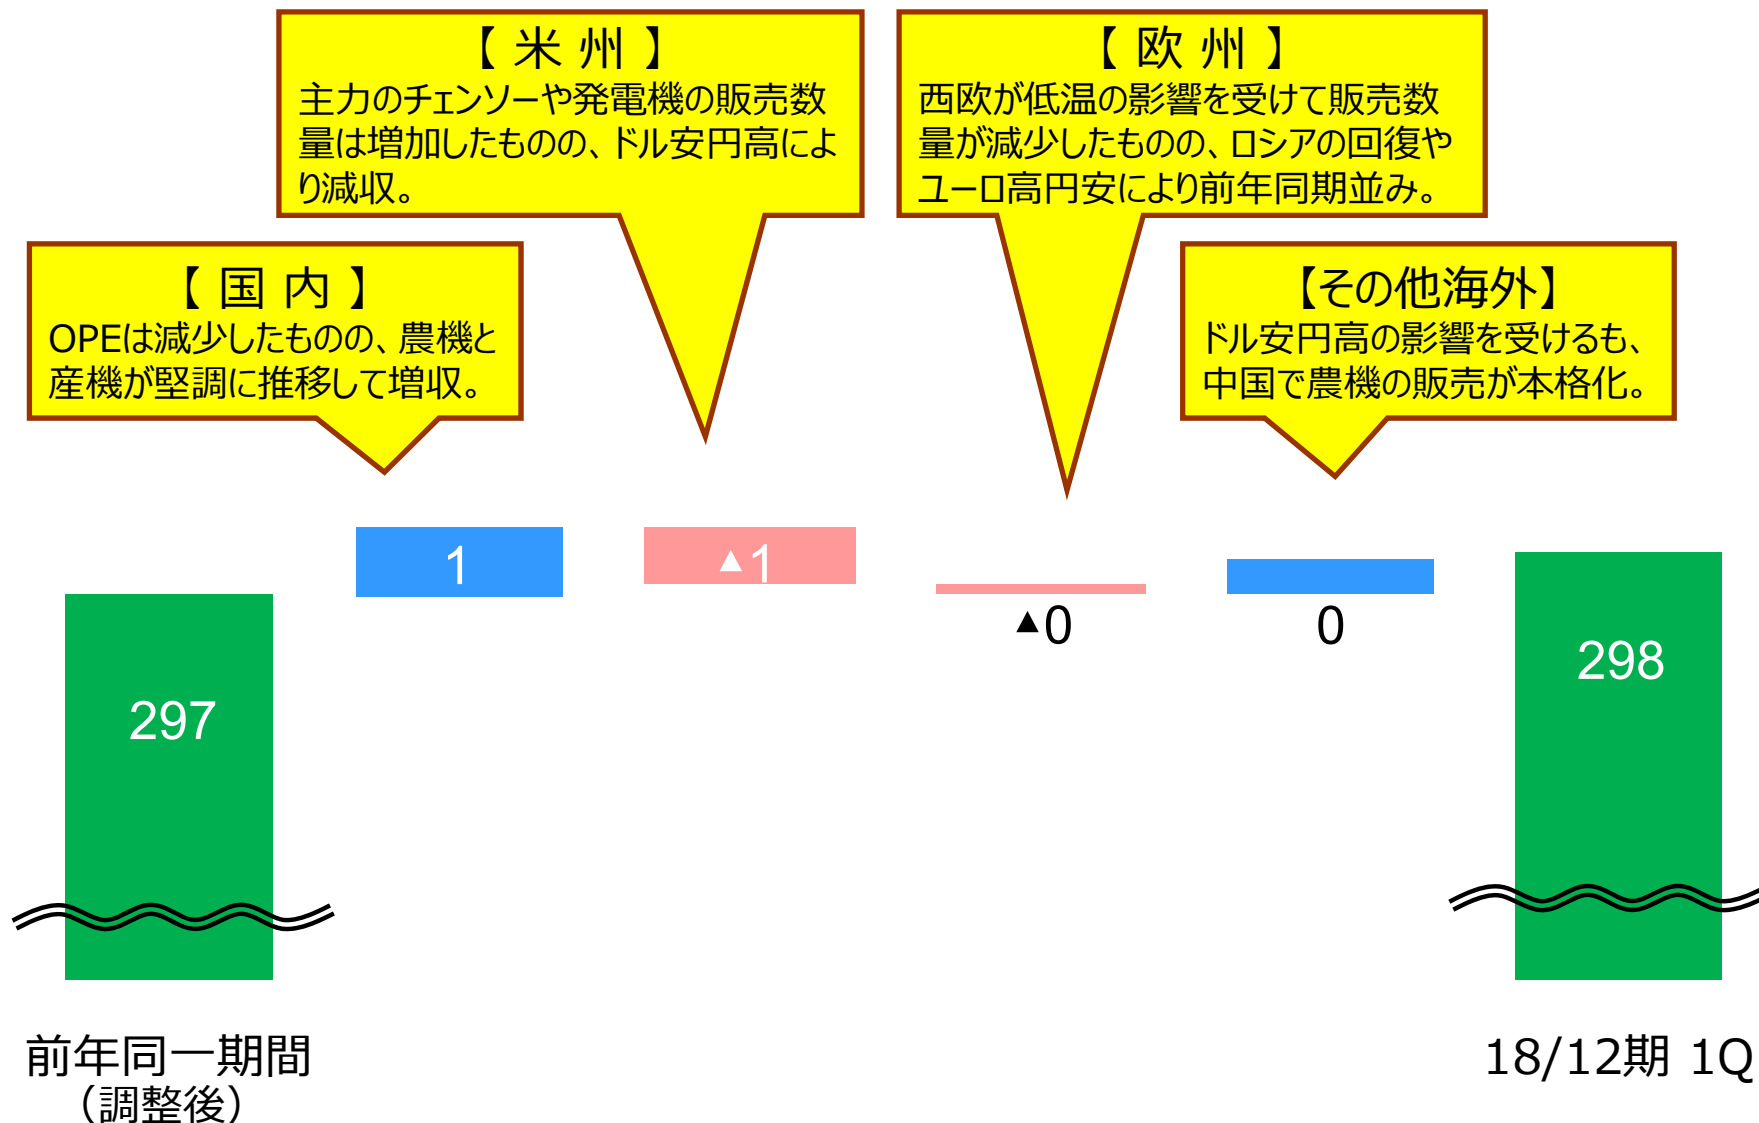 【 米 州 】
主力のチェンソーや発電機の販売数
量は増加したものの、ドル安円高によ
り減収。
【 欧 州 】
西欧が低温の影響を受けて販売数
量が減少したものの、ロシアの回復や
ユーロ高円安により前年同期並み。
【 国 内 】
OPEは減少したものの、農機と
産機が堅調に推移して増収。
【その他海外】
ドル安円高の影響を受けるも、
中国で農機の販売が本格化。
1
▲1
▲0
0
297
298
前年同一期間
（調整後）
18/12期 1Q